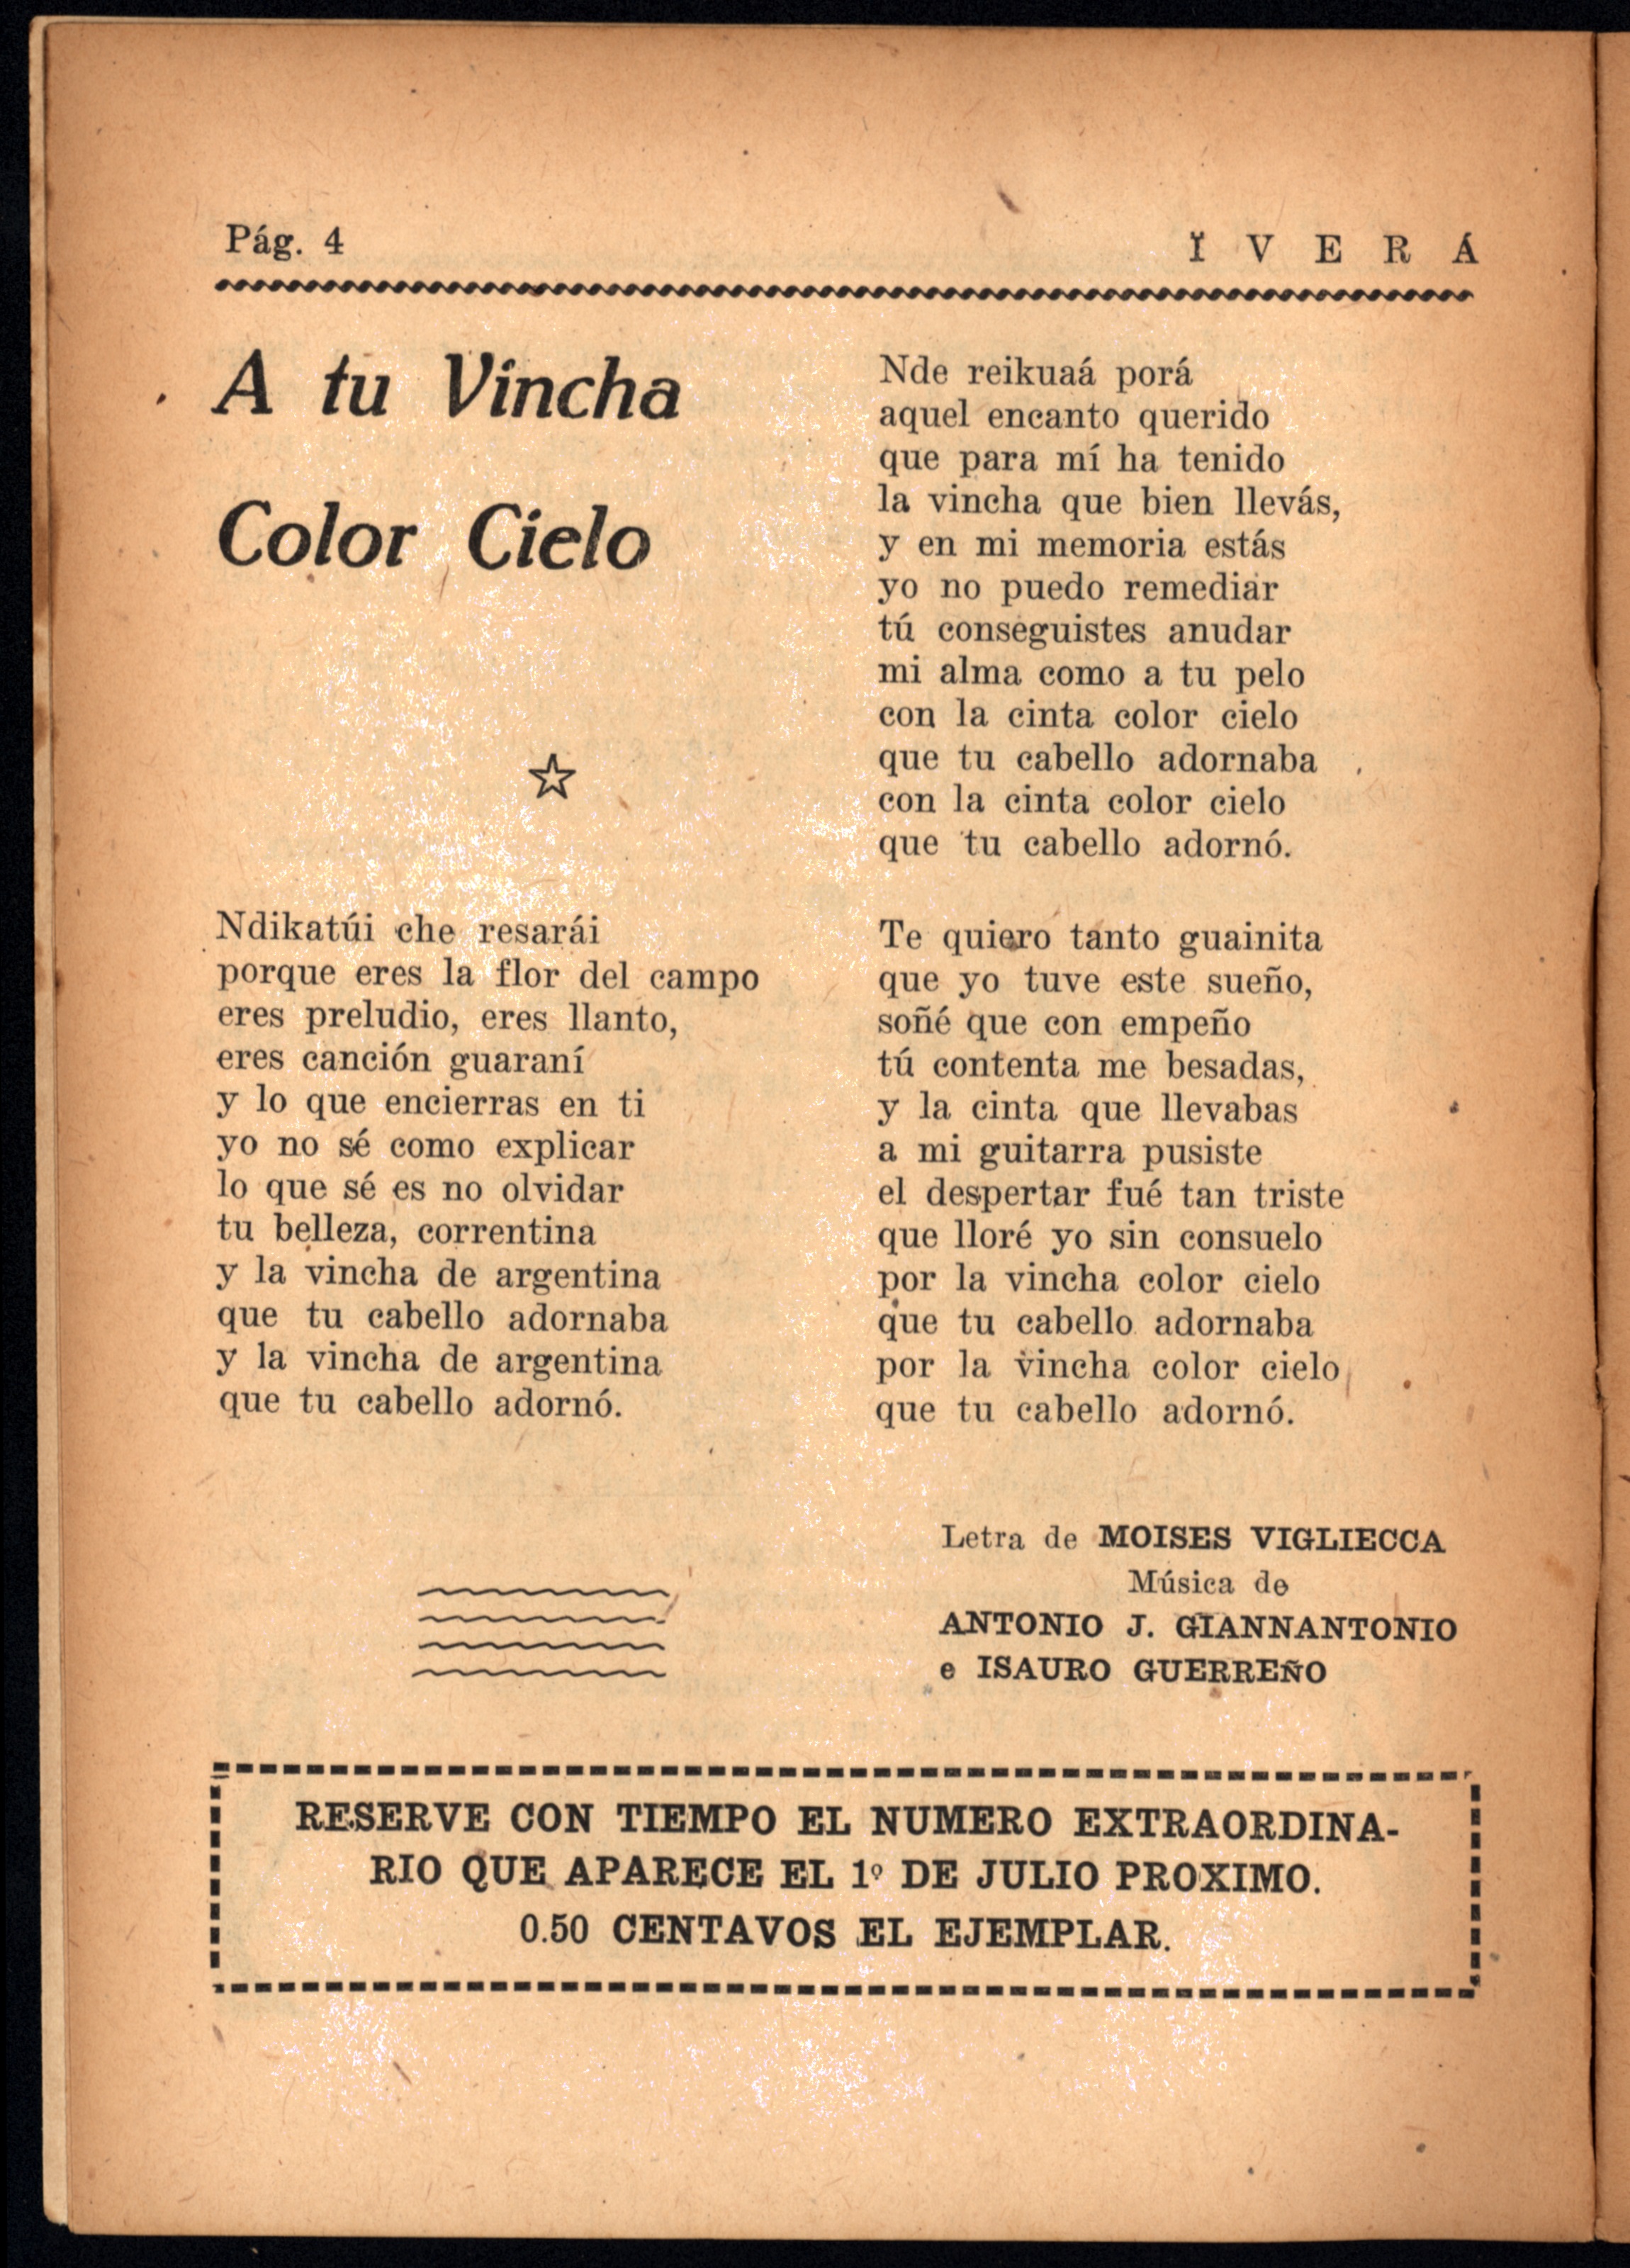 Pág. 4
Ǐ V E R Á
A tu Vincha
Color Cielo
Ndikatúi che resarái
porque eres la flor del campo
eres preludio, eres llanto,
eres canción guaraní
y lo que encierras en ti
yo no sé como explicar
lo que sé es no olvidar
tu belleza, correntina
y la vincha de argentina
que tu cabello adornaba
y la vincha de argentina
que tu cabello adornó.
Nde reikuaá porá
aquel encanto querido
que para mí ha tenido
la vincha que bien llevás,
y en mi memoria estás
yo no puedo remediar
tú conseguistes anudar
mi alma como a tu pelo
con la cinta color cielo
que tu cabello adornaba
con la cinta color cielo
que tu cabello adornó.
Te quiero tanto guainita
que yo tuve este sueño,
soñé que con empeño
tú contenta me besadas,
y la cinta que llevabas
a mi guitarra pusiste
el despertar fué tan triste
que lloré yo sin consuelo
por la vincha color cielo
que tu cabello adornaba
por la vincha color cielo
que tu cabello adornó.
Letra de MOISES VIGLIECCA
Música de
ANTONIO J. GIANNANTONIO
e ISAURO GUERREÑO
RESERVE CON TIEMPO EL NUMERO EXTRAORDINA-
RIO QUE APARECE EL 1º DE JULIO PROXIMO.
0.50 CENTAVOS EL EJEMPLAR.